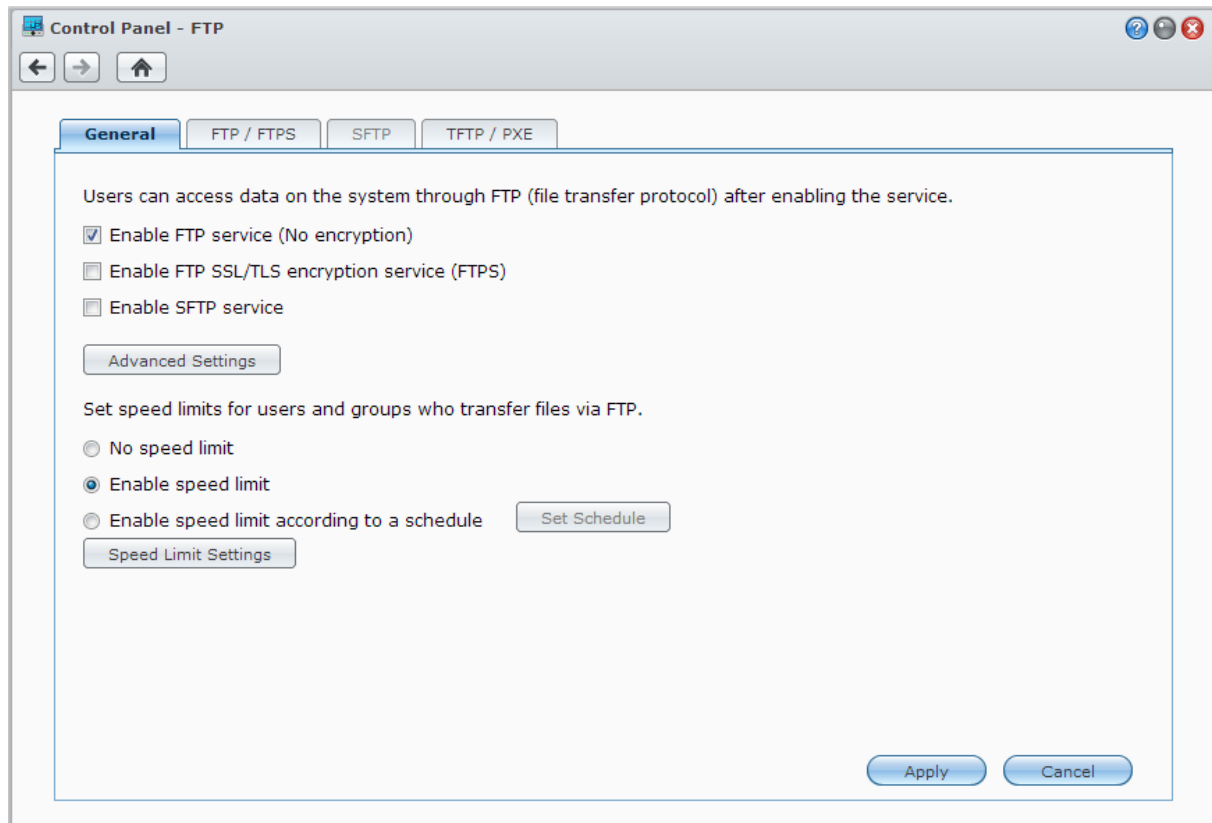 Control Panel - FTP
General FTP / FTPS SFTP TFTP / PXE
Users can access data on the system through FTP (file transfer protocol) after enabling the service.
Enable FTP service (No encryption)
Enable FTP SSL/TLS encryption service (FTPS)
Enable SFTP service
Advanced Settings
Set speed limits for users and groups who transfer files via FTP.
No speed limit
Enable speed limit
Enable speed limit according to a schedule Set Schedule
Speed Limit Settings
Apply Cancel